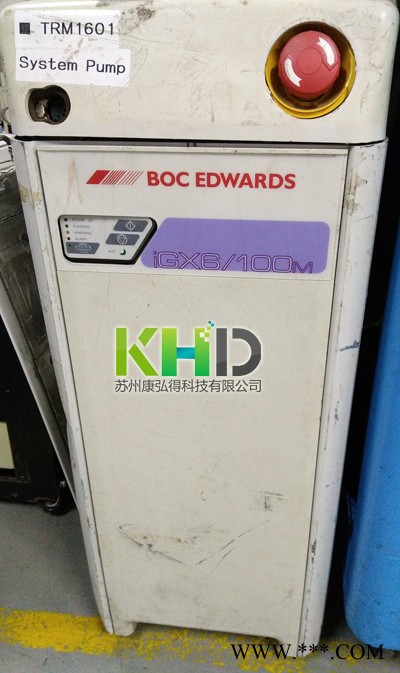 ■ TRM1601
System Pump
BOC EDWARDS
iGX6/100M
KHD
苏州康弘得科技有限公司
WWW.***.COM